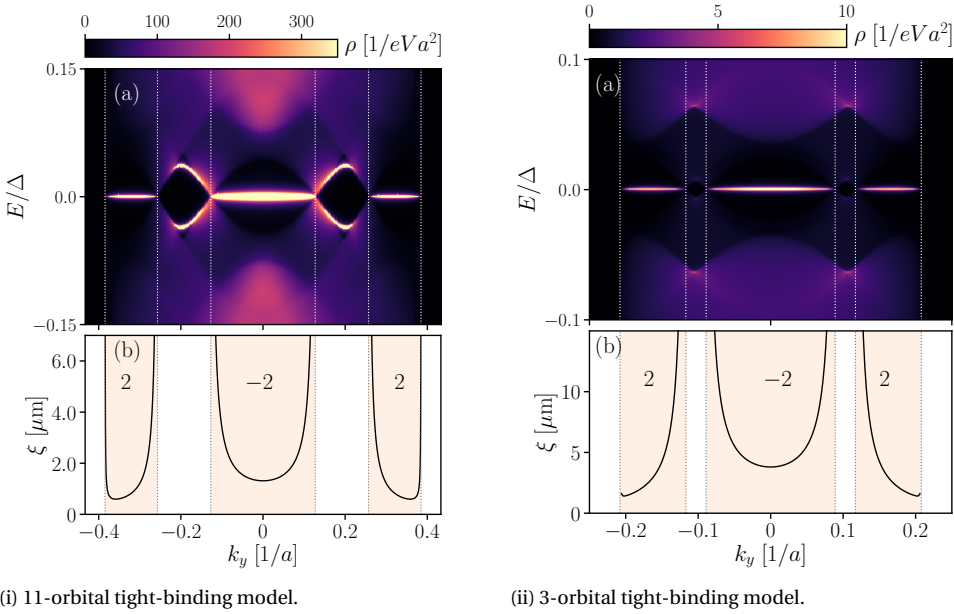 0 100 200 300
ρ [1/eVa²]
0.15
0.0
−0.15
E/Δ
(a)
(b)
6.0
4.0
2.0
0
ξ [μm]
2 −2 2
−0.4 −0.2 0 0.2 0.4
k_y [1/a]
(i) 11-orbital tight-binding model.
0 5 10
ρ [1/eVa²]
0.1
0.0
−0.1
E/Δ
(a)
(b)
10
5
0
ξ [μm]
2 −2 2
−0.2 −0.1 0 0.1 0.2
k_y [1/a]
(ii) 3-orbital tight-binding model.